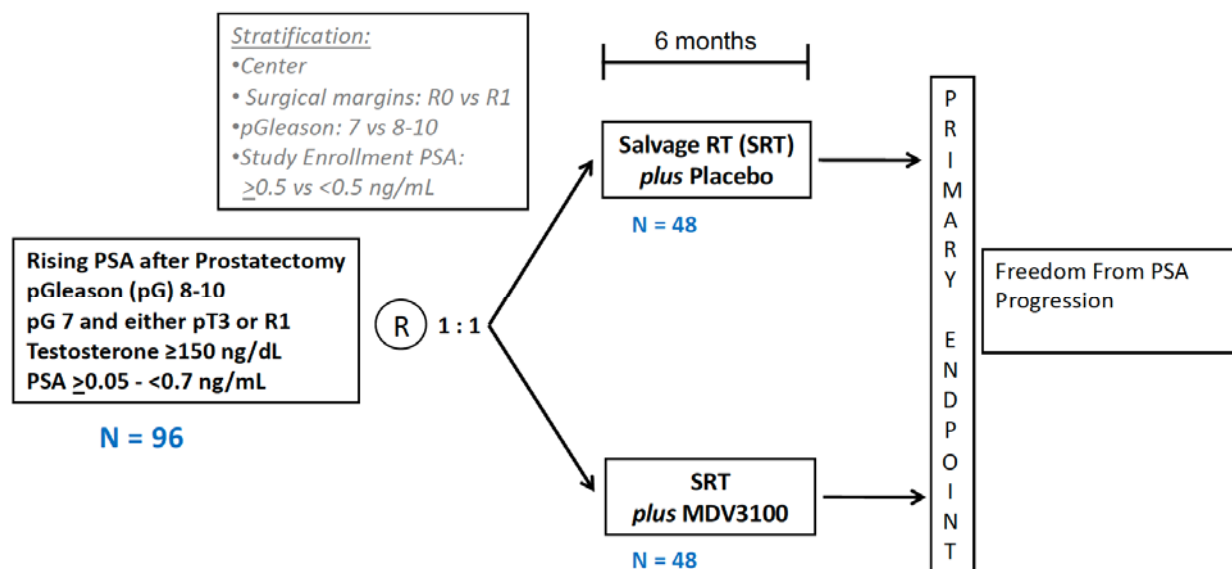 Stratification:
•Center
• Surgical margins: R0 vs R1
•pGleason: 7 vs 8-10
•Study Enrollment PSA:
≥0.5 vs <0.5 ng/mL
6 months
Salvage RT (SRT)
plus Placebo
N = 48
Rising PSA after Prostatectomy
pGleason (pG) 8-10
pG 7 and either pT3 or R1
Testosterone ≥150 ng/dL
PSA ≥0.05 - <0.7 ng/mL
N = 96
R
1 : 1
SRT
plus MDV3100
N = 48
PRIMARY ENDPOINT
Freedom From PSA
Progression